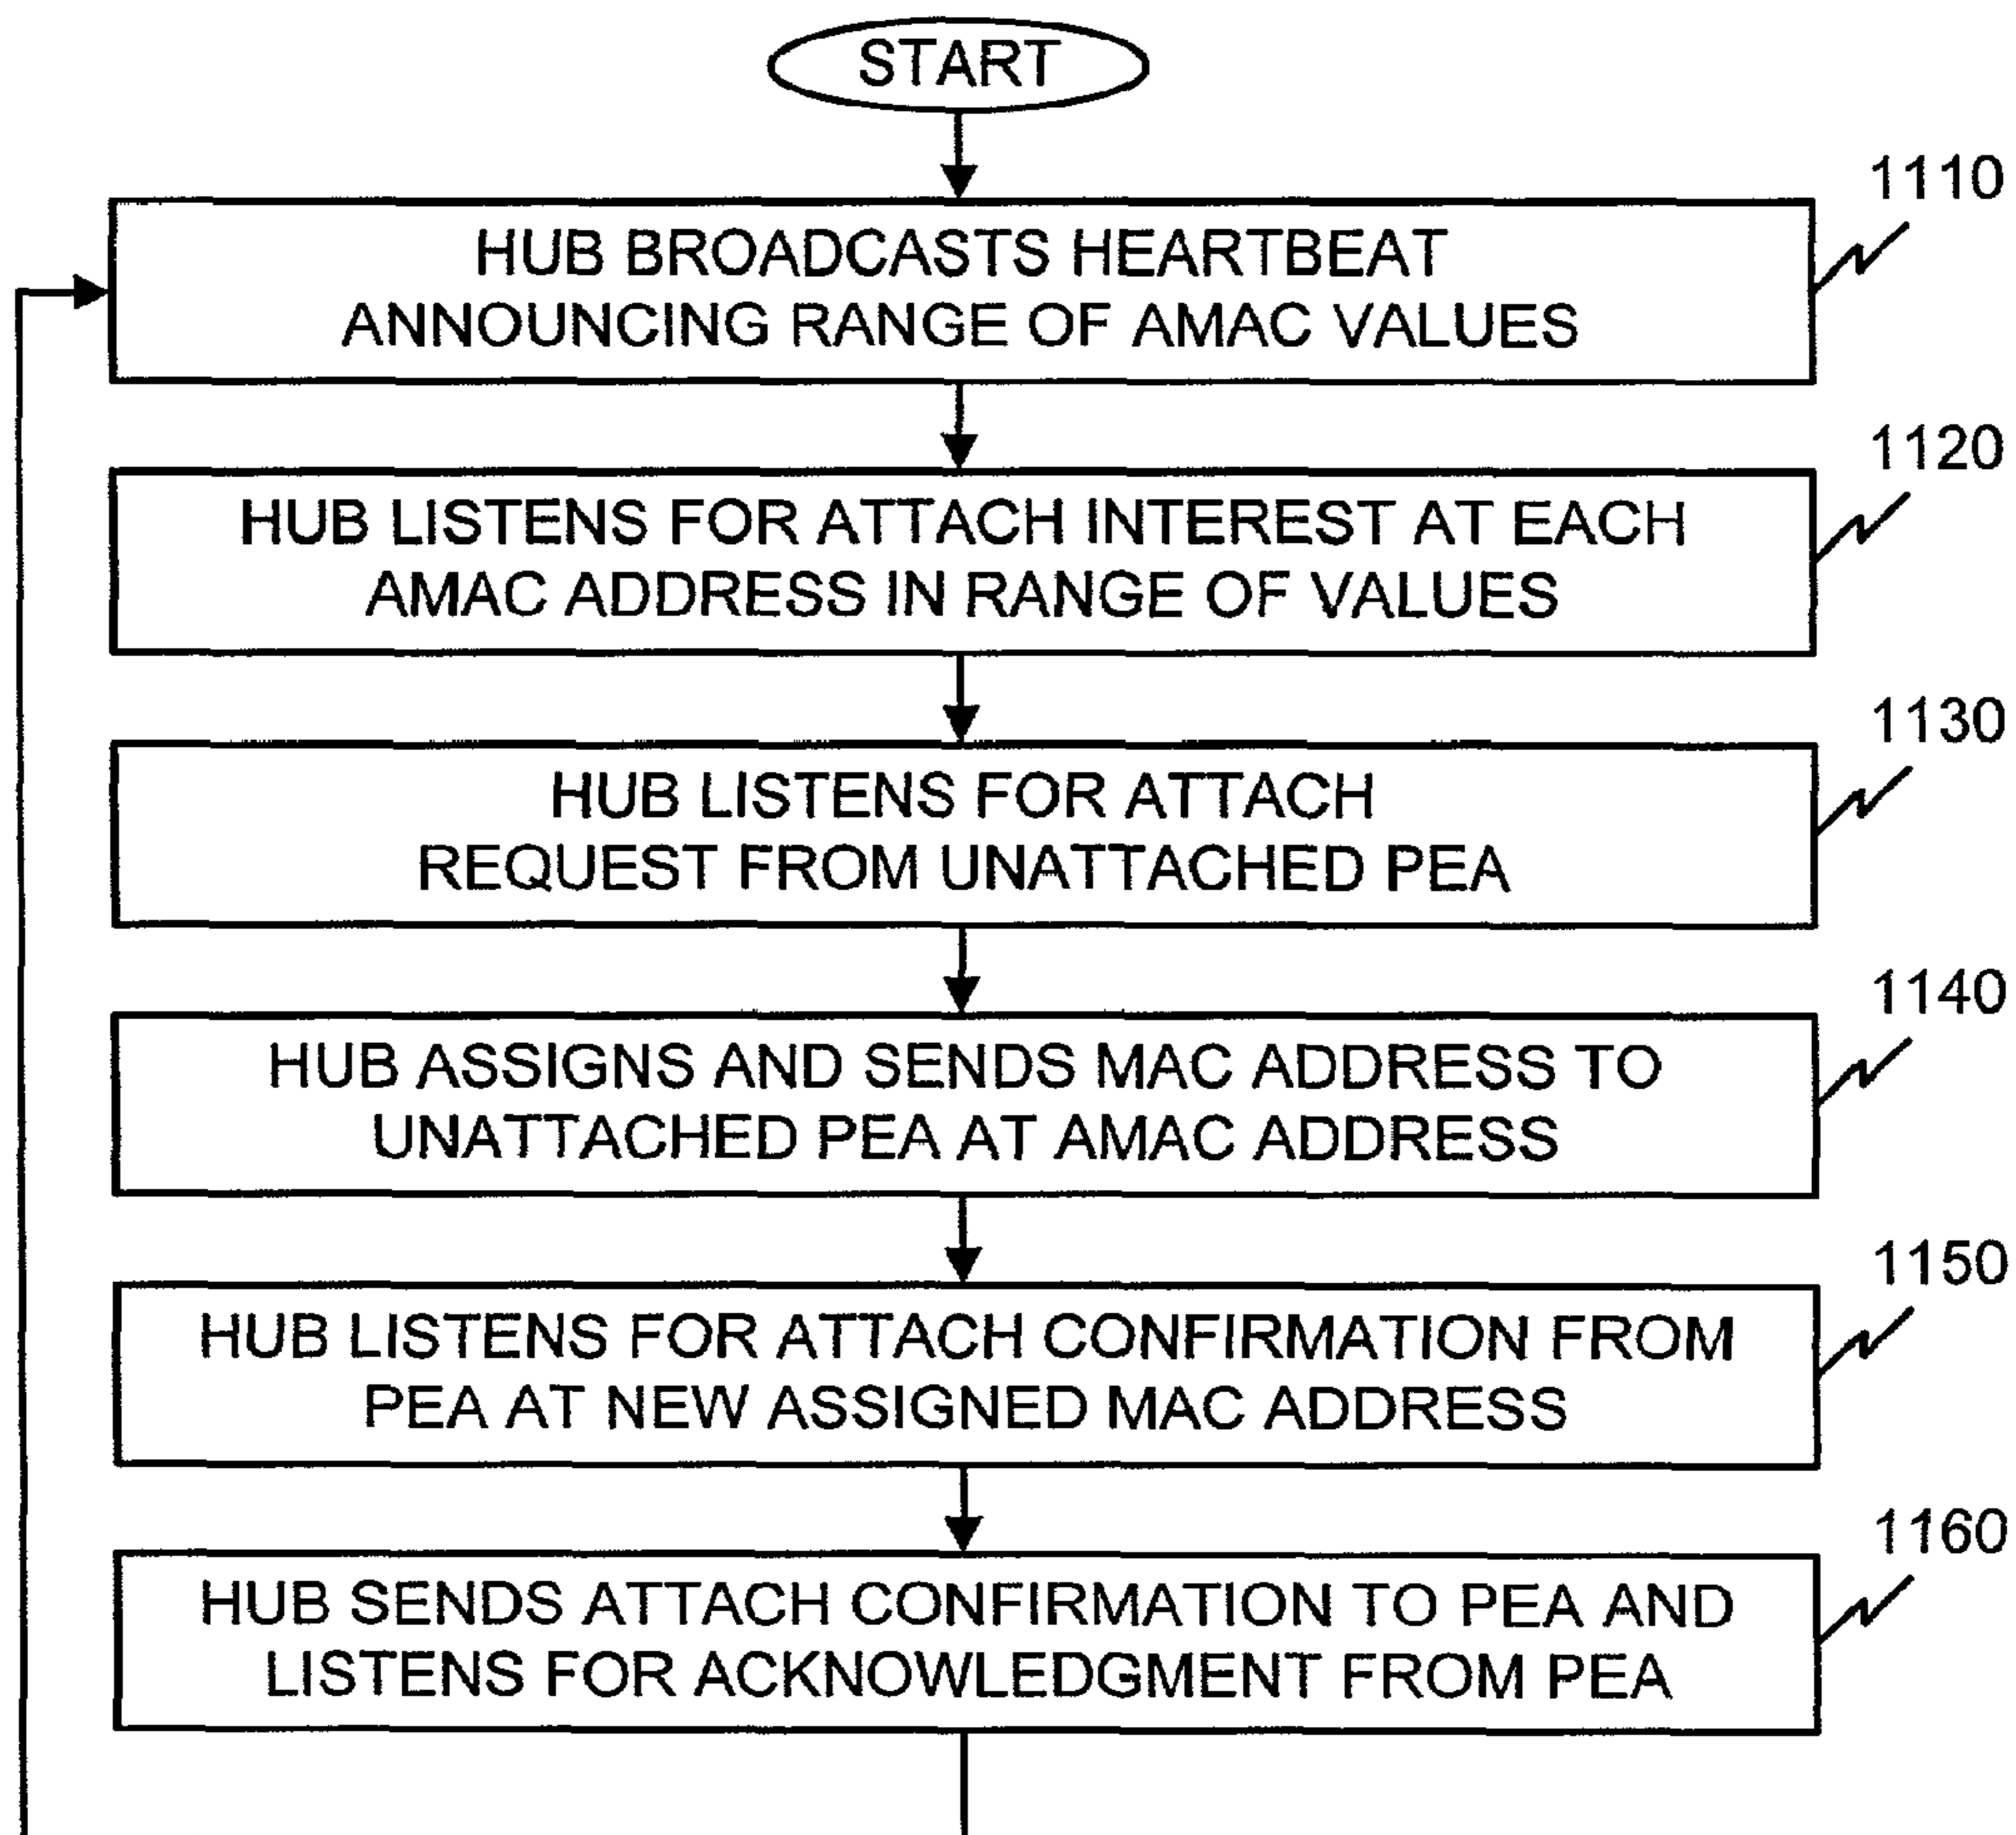 START
1110
HUB BROADCASTS HEARTBEAT
ANNOUNCING RANGE OF AMAC VALUES
1120
HUB LISTENS FOR ATTACH INTEREST AT EACH
AMAC ADDRESS IN RANGE OF VALUES
1130
HUB LISTENS FOR ATTACH
REQUEST FROM UNATTACHED PEA
1140
HUB ASSIGNS AND SENDS MAC ADDRESS TO
UNATTACHED PEA AT AMAC ADDRESS
1150
HUB LISTENS FOR ATTACH CONFIRMATION FROM
PEA AT NEW ASSIGNED MAC ADDRESS
1160
HUB SENDS ATTACH CONFIRMATION TO PEA AND
LISTENS FOR ACKNOWLEDGMENT FROM PEA